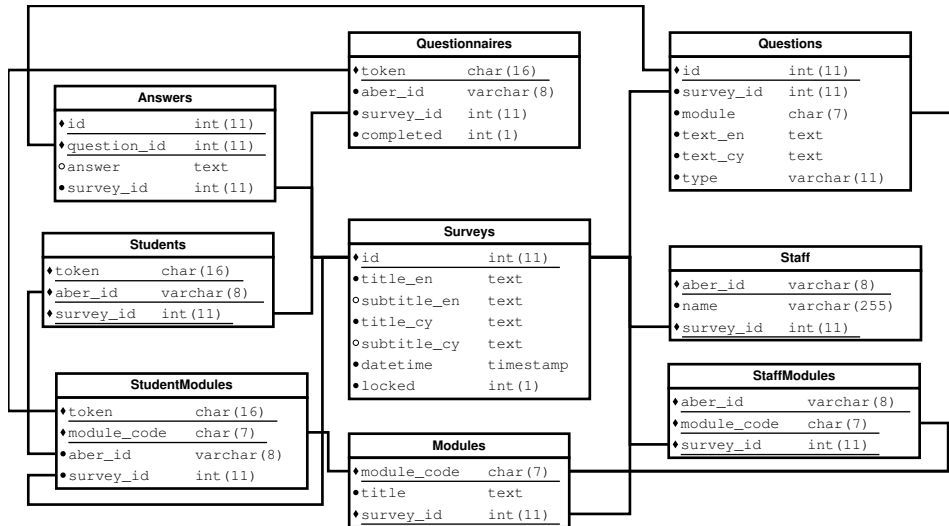 Questionnaires
token char(16)
aber_id varchar(8)
survey_id int(11)
completed int(1)
Questions
id int(11)
survey_id int(11)
module char(7)
text_en text
text_cy text
type varchar(11)
Answers
id int(11)
question_id int(11)
answer text
survey_id int(11)
Students
token char(16)
aber_id varchar(8)
survey_id int(11)
Surveys
id int(11)
title_en text
subtitle_en text
title_cy text
subtitle_cy text
datetime timestamp
locked int(1)
Staff
aber_id varchar(8)
name varchar(255)
survey_id int(11)
StudentModules
token char(16)
module_code char(7)
aber_id varchar(8)
survey_id int(11)
Modules
module_code char(7)
title text
survey_id int(11)
StaffModules
aber_id varchar(8)
module_code char(7)
survey_id int(11)